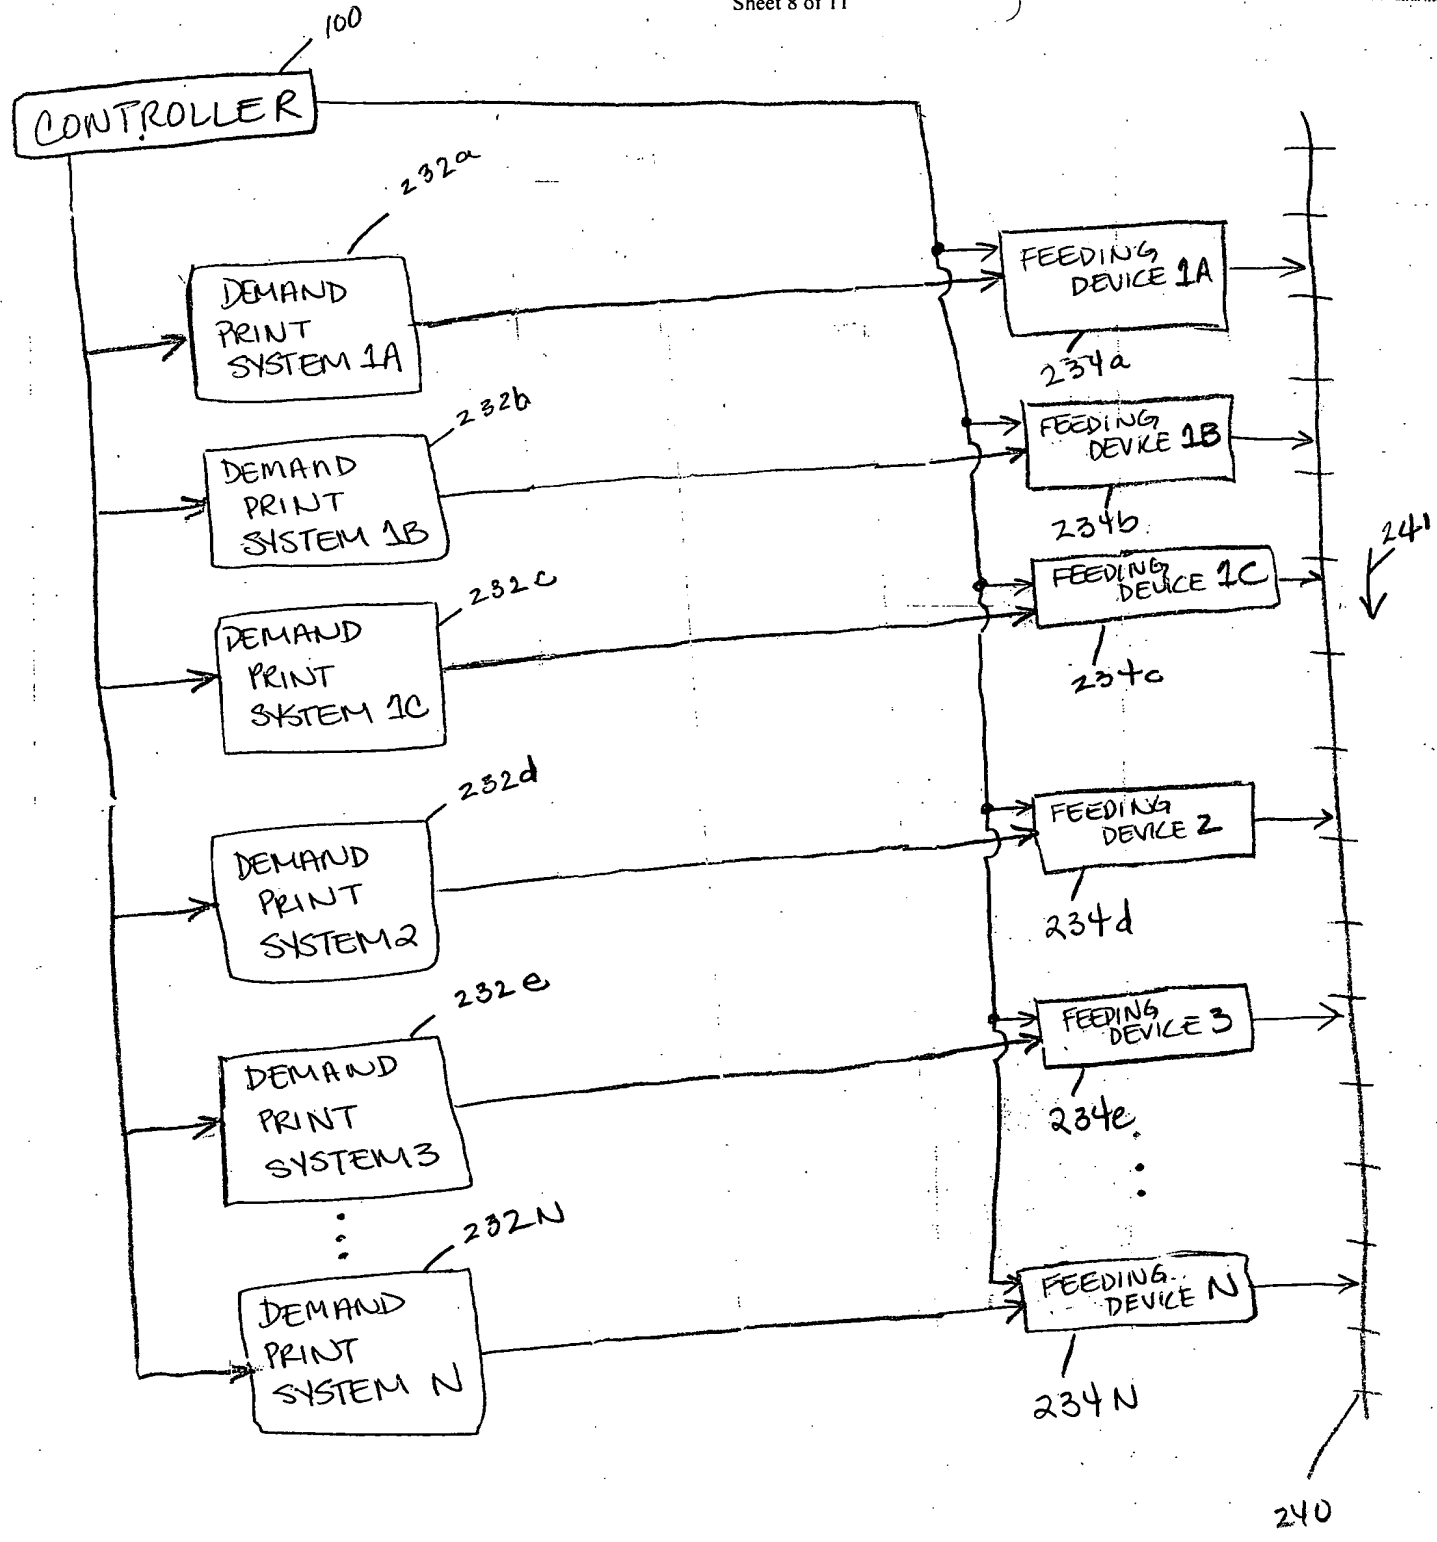 Sheet 8 of 11
100
CONTROLLER
232a
DEMAND
PRINT
SYSTEM 1A
FEEDING
DEVICE 1A
234a
232b
DEMAND
PRINT
SYSTEM 1B
FEEDING
DEVICE 1B
234b
241
232c
DEMAND
PRINT
SYSTEM 1C
FEEDING
DEVICE 1C
234c
232d
DEMAND
PRINT
SYSTEM 2
FEEDING
DEVICE 2
234d
232e
DEMAND
PRINT
SYSTEM 3
FEEDING
DEVICE 3
234e
232N
DEMAND
PRINT
SYSTEM N
FEEDING
DEVICE N
234N
240